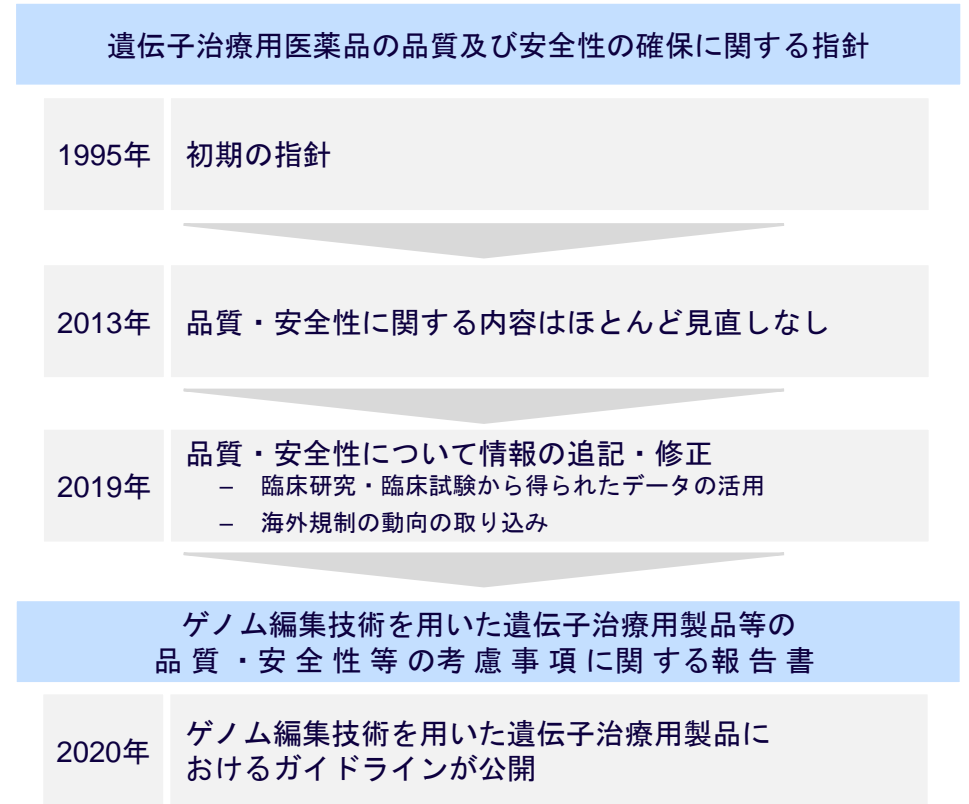 遺伝子治療用医薬品の品質及び安全性の確保に関する指針
1995年 初期の指針
2013年 品質・安全性に関する内容はほとんど見直しなし
2019年 品質・安全性について情報の追記・修正
– 臨床研究・臨床試験から得られたデータの活用
– 海外規制の動向の取り込み
ゲノム編集技術を用いた遺伝子治療用製品等の
品質・安全性等の考慮事項に関する報告書
2020年 ゲノム編集技術を用いた遺伝子治療用製品に
おけるガイドラインが公開